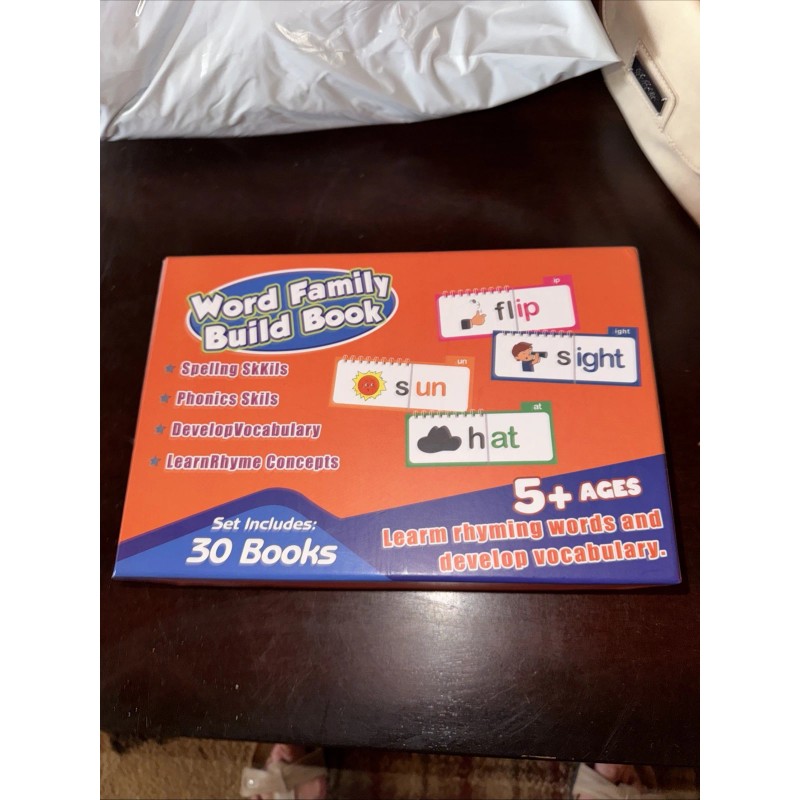 Word Family
Build Book
Speling SkKils
Phonics Skils
DevelopVocabulary
LearnRhyme Concepts
ip
flip
ight
sight
un
sun
at
hat
5+ AGES
Learm rhyming words and
develop vocabulary.
Set Includes:
30 Books